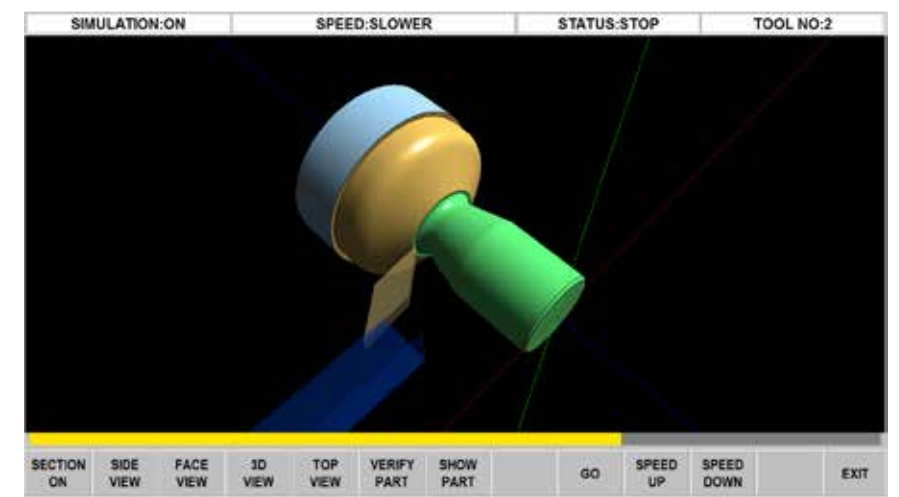 SIMULATION:ON SPEED:SLOWER STATUS:STOP TOOL NO:2
SECTION ON
SIDE VIEW
FACE VIEW
3D VIEW
TOP VIEW
VERIFY PART
SHOW PART
GO
SPEED UP
SPEED DOWN
EXIT